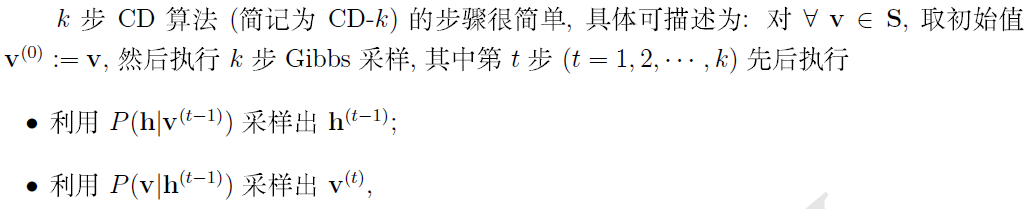 k 步 CD 算法 (简记为 CD-k) 的步骤很简单, 具体可描述为: 对 ∀ v ∈ S, 取初始值
v^(0) := v, 然后执行 k 步 Gibbs 采样, 其中第 t 步 (t = 1, 2, ⋯ , k) 先后执行
• 利用 P(h|v^(t−1)) 采样出 h^(t−1);
• 利用 P(v|h^(t−1)) 采样出 v^(t),